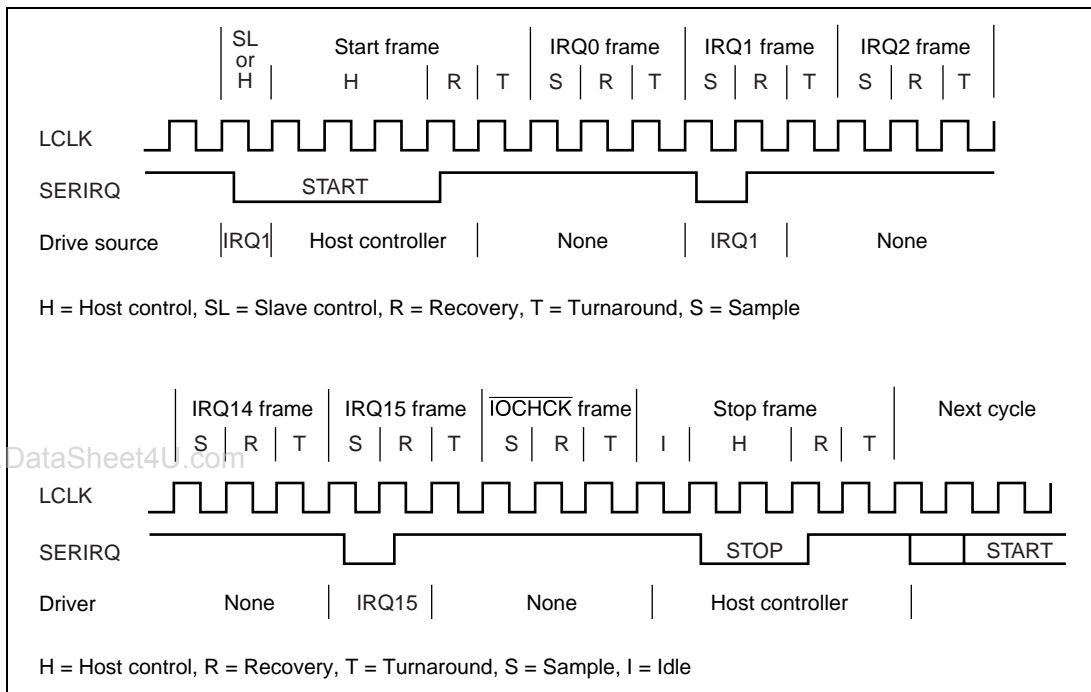 SL
or
H
Start frame
IRQ0 frame
IRQ1 frame
IRQ2 frame
H R T S R T S R T S R T
LCLK
SERIRQ
START
Drive source
IRQ1
Host controller
None
IRQ1
None
H = Host control, SL = Slave control, R = Recovery, T = Turnaround, S = Sample
IRQ14 frame
IRQ15 frame
IOCHCK frame
Stop frame
Next cycle
S R T S R T S R T I H R T
.DataSheet4U.com
LCLK
SERIRQ
STOP
START
Driver
None
IRQ15
None
Host controller
H = Host control, R = Recovery, T = Turnaround, S = Sample, I = Idle